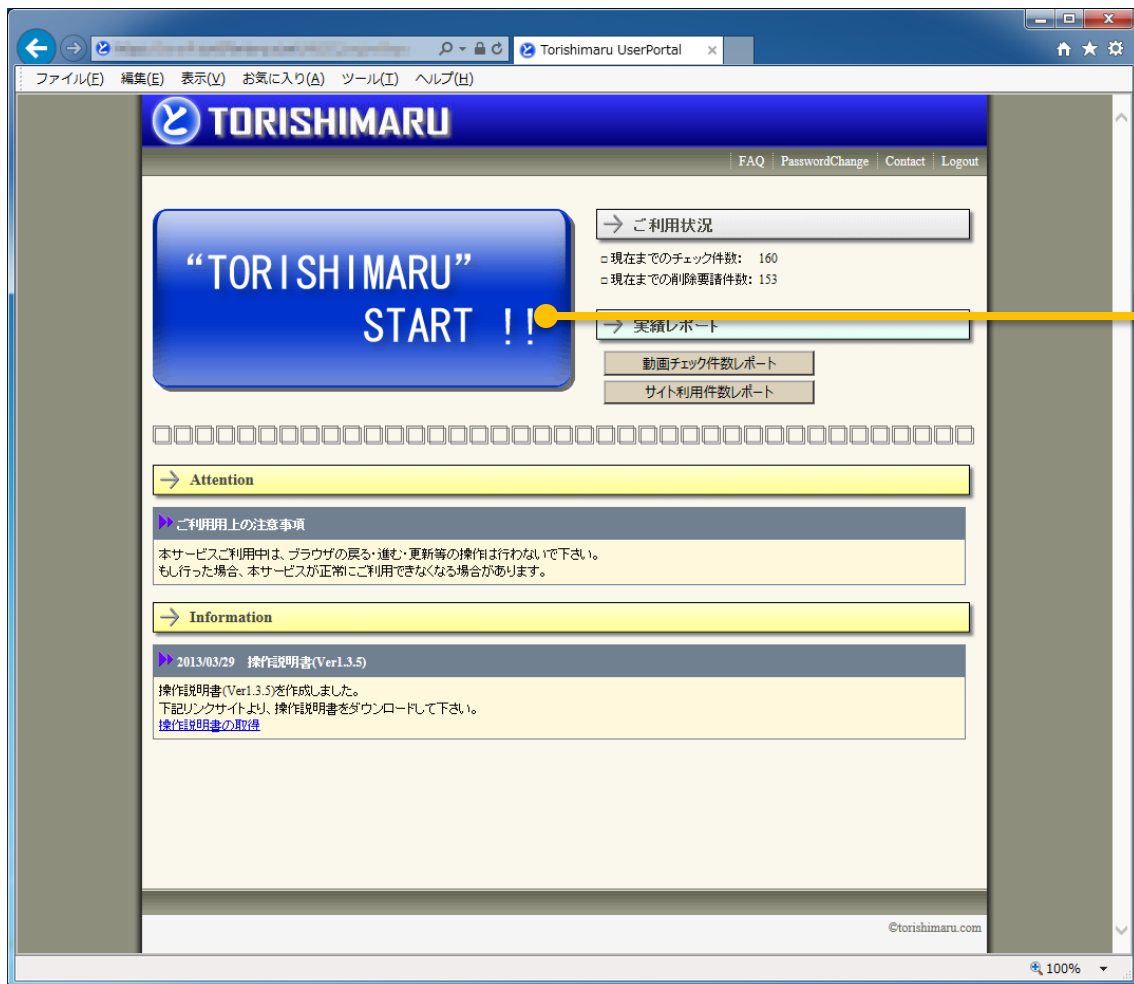 Torishimaru UserPortal
ファイル(F) 編集(E) 表示(V) お気に入り(A) ツール(T) ヘルプ(H)
と TORISHIMARU
FAQ PasswordChange Contact Logout
“TORISHIMARU”
START !!
ご利用状況
現在までのチェック件数: 160
現在までの削除要請件数: 153
実績レポート
動画チェック件数レポート
サイト利用件数レポート
Attention
ご利用用上の注意事項
本サービスご利用中は、ブラウザの戻る・進む・更新等の操作は行わないで下さい。
もし行った場合、本サービスが正常にご利用できなくなる場合があります。
Information
2013/03/29 操作説明書(Ver1.3.5)
操作説明書(Ver1.3.5)を作成しました。
下記リンクサイトより、操作説明書をダウンロードして下さい。
操作説明書の取得
©torishimaru.com
100%